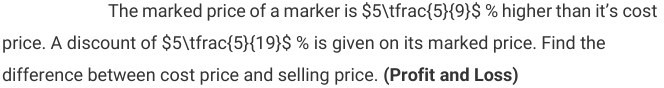 The marked price of a marker is $5\tfrac{5}{9}$ % higher than it's cost
price. A discount of $5\tfrac{5}{19}$ % is given on its marked price. Find the
difference between cost price and selling price. (Profit and Loss)